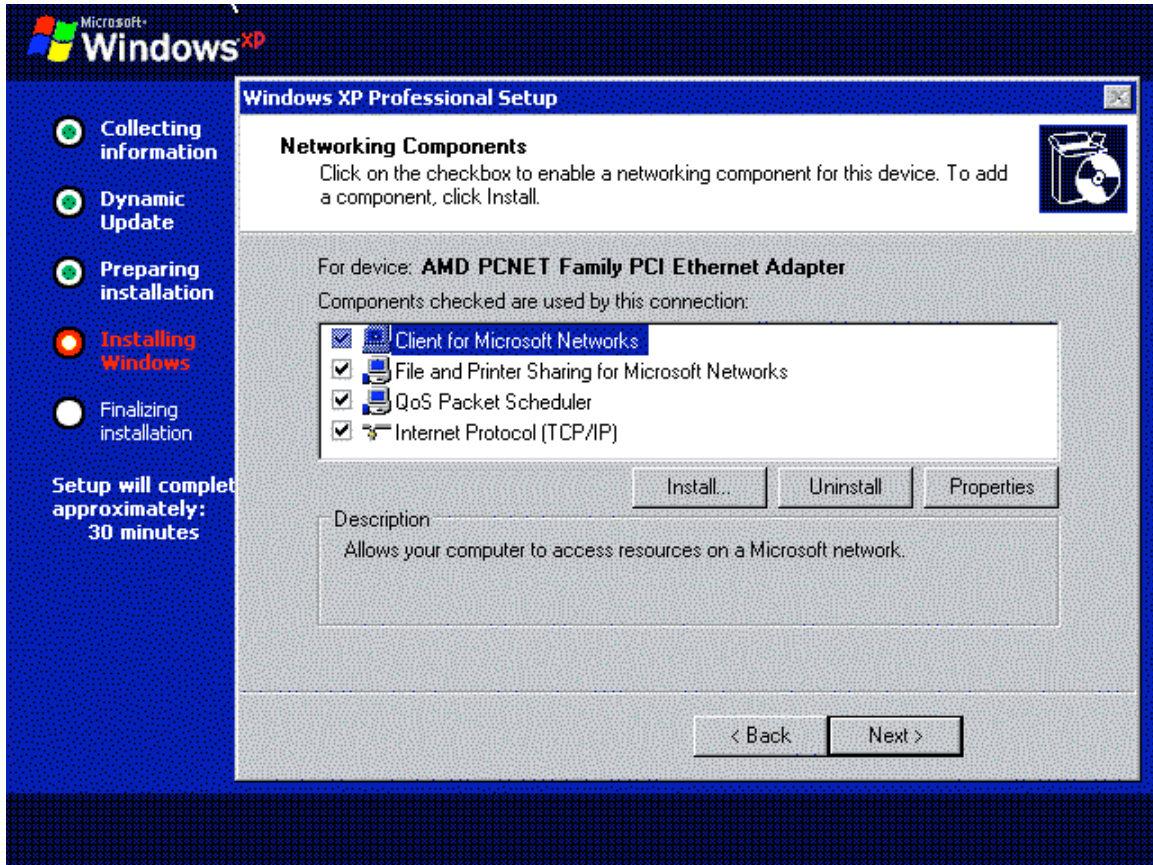 Microsoft
Windows xp
Collecting
information
Dynamic
Update
Preparing
installation
Installing
Windows
Finalizing
installation
Setup will complet
approximately:
30 minutes
Windows XP Professional Setup
Networking Components
Click on the checkbox to enable a networking component for this device. To add
a component, click Install.
For device: AMD PCNET Family PCI Ethernet Adapter
Components checked are used by this connection:
Client for Microsoft Networks
File and Printer Sharing for Microsoft Networks
QoS Packet Scheduler
Internet Protocol (TCP/IP)
Install... Uninstall Properties
Description
Allows your computer to access resources on a Microsoft network.
< Back Next >